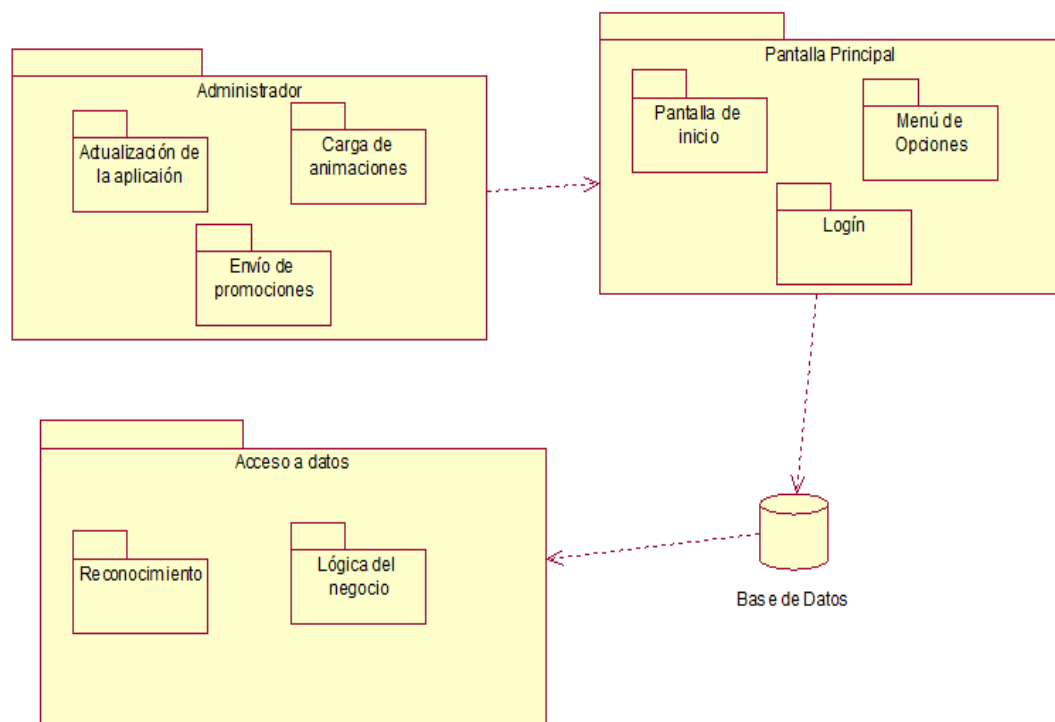 Administrador
Actualización de
la aplicaión
Carga de
animaciones
Envío de
promociones
Pantalla Principal
Pantalla de
inicio
Menú de
Opciones
Logín
Acceso a datos
Reconocimiento
Lógica del
negocio
Base de Datos